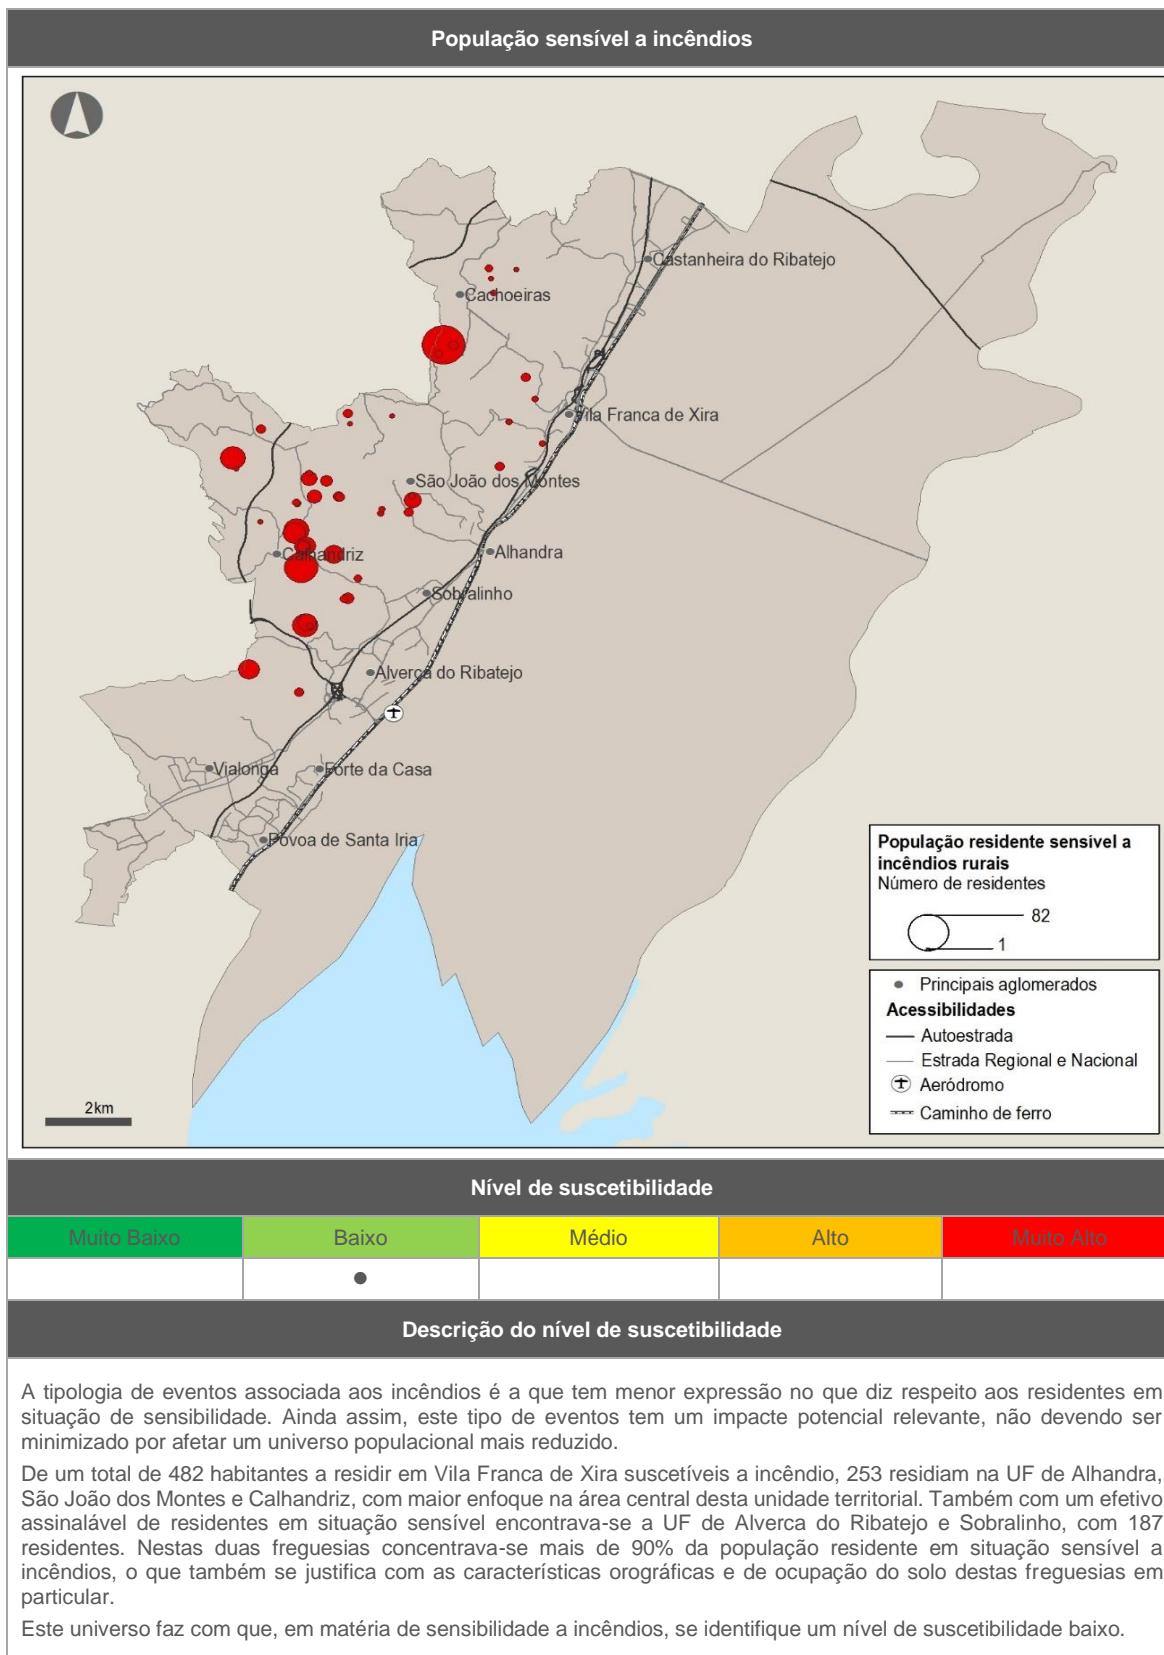 População sensível a incêndios
Castanheira do Ribatejo
Cachoeiras
Vila Franca de Xira
São João dos Montes
Alhandra
Calhandriz
Sobralinho
Alverca do Ribatejo
Vialonga
Forte da Casa
Póvoa de Santa Iria
População residente sensível a
incêndios rurais
Número de residentes
82
1
Principais aglomerados
Acessibilidades
Autoestrada
Estrada Regional e Nacional
Aeródromo
Caminho de ferro
2km
Nível de suscetibilidade
Muito Baixo Baixo Médio Alto Muito Alto
Descrição do nível de suscetibilidade
A tipologia de eventos associada aos incêndios é a que tem menor expressão no que diz respeito aos residentes em
situação de sensibilidade. Ainda assim, este tipo de eventos tem um impacte potencial relevante, não devendo ser
minimizado por afetar um universo populacional mais reduzido.
De um total de 482 habitantes a residir em Vila Franca de Xira suscetíveis a incêndio, 253 residiam na UF de Alhandra,
São João dos Montes e Calhandriz, com maior enfoque na área central desta unidade territorial. Também com um efetivo
assinalável de residentes em situação sensível encontrava-se a UF de Alverca do Ribatejo e Sobralinho, com 187
residentes. Nestas duas freguesias concentrava-se mais de 90% da população residente em situação sensível a
incêndios, o que também se justifica com as características orográficas e de ocupação do solo destas freguesias em
particular.
Este universo faz com que, em matéria de sensibilidade a incêndios, se identifique um nível de suscetibilidade baixo.